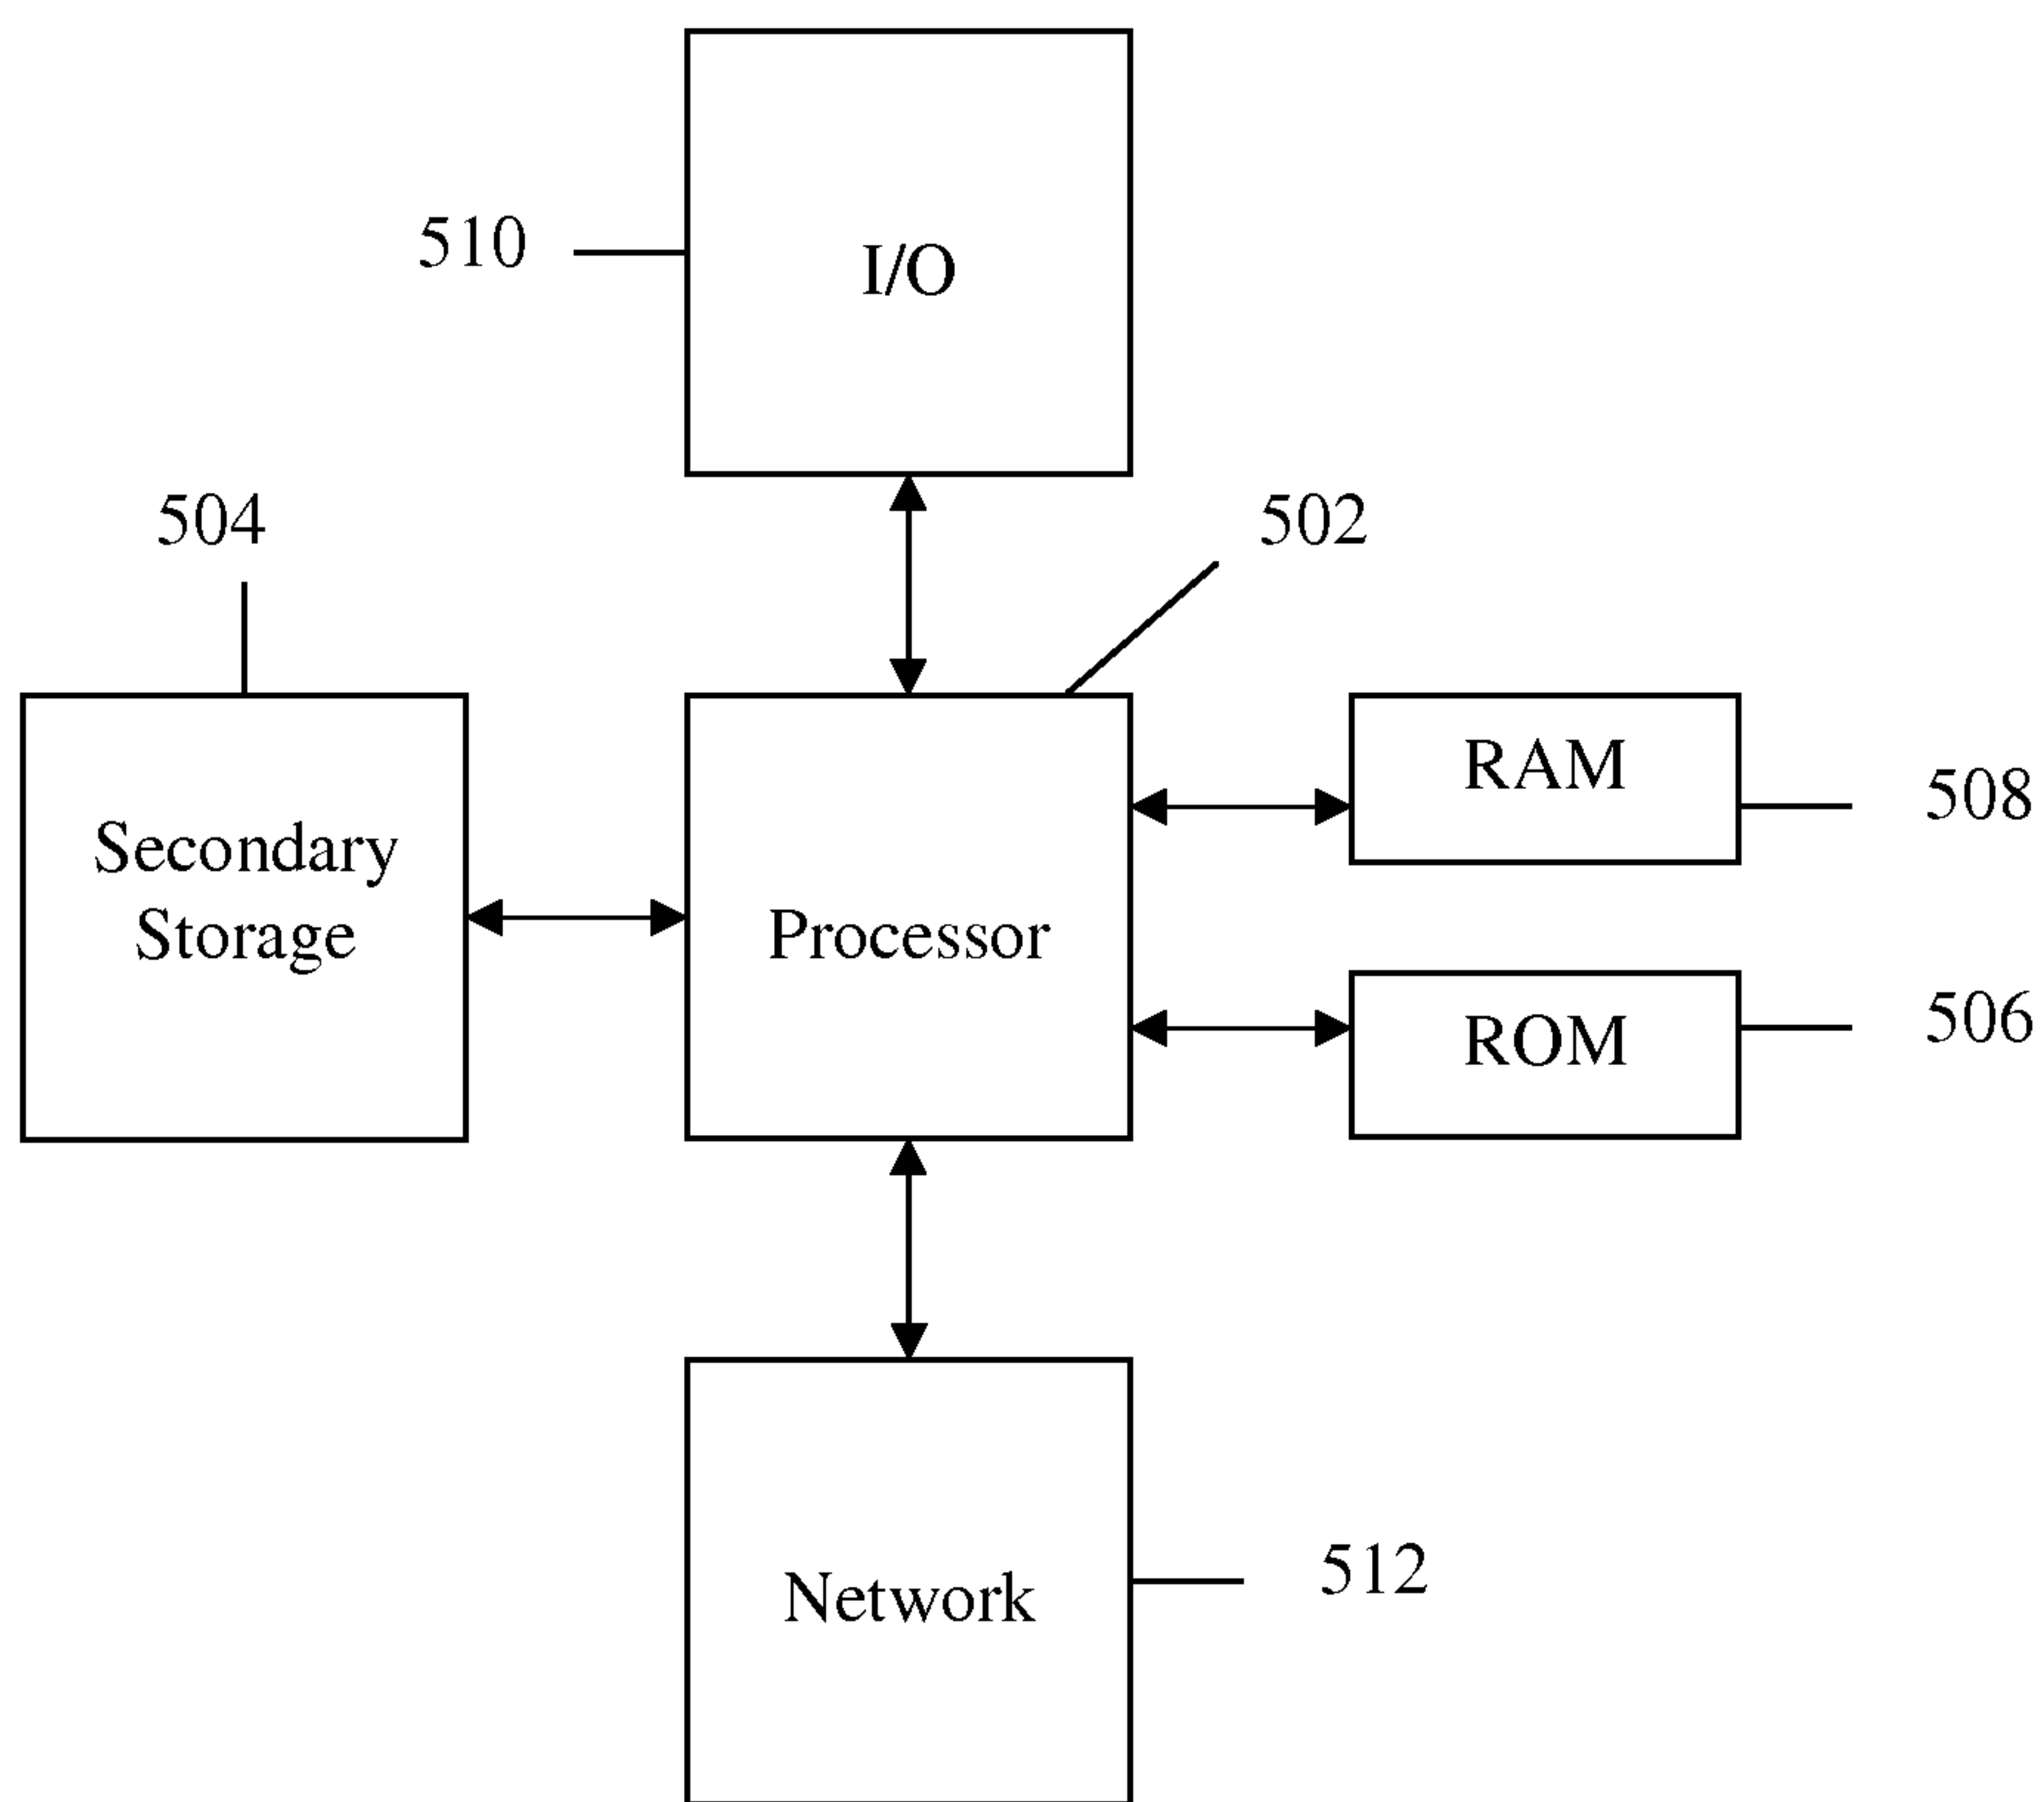 510
I/O
504
502
RAM
508
Secondary
Storage
Processor
506
ROM
Network
512